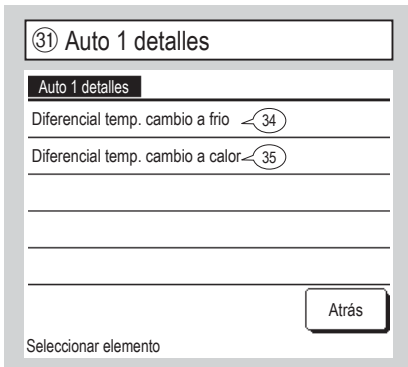 31 Auto 1 detalles
Auto 1 detalles
Diferencial temp. cambio a frio 34
Diferencial temp. cambio a calor 35
Atrás
Seleccionar elemento